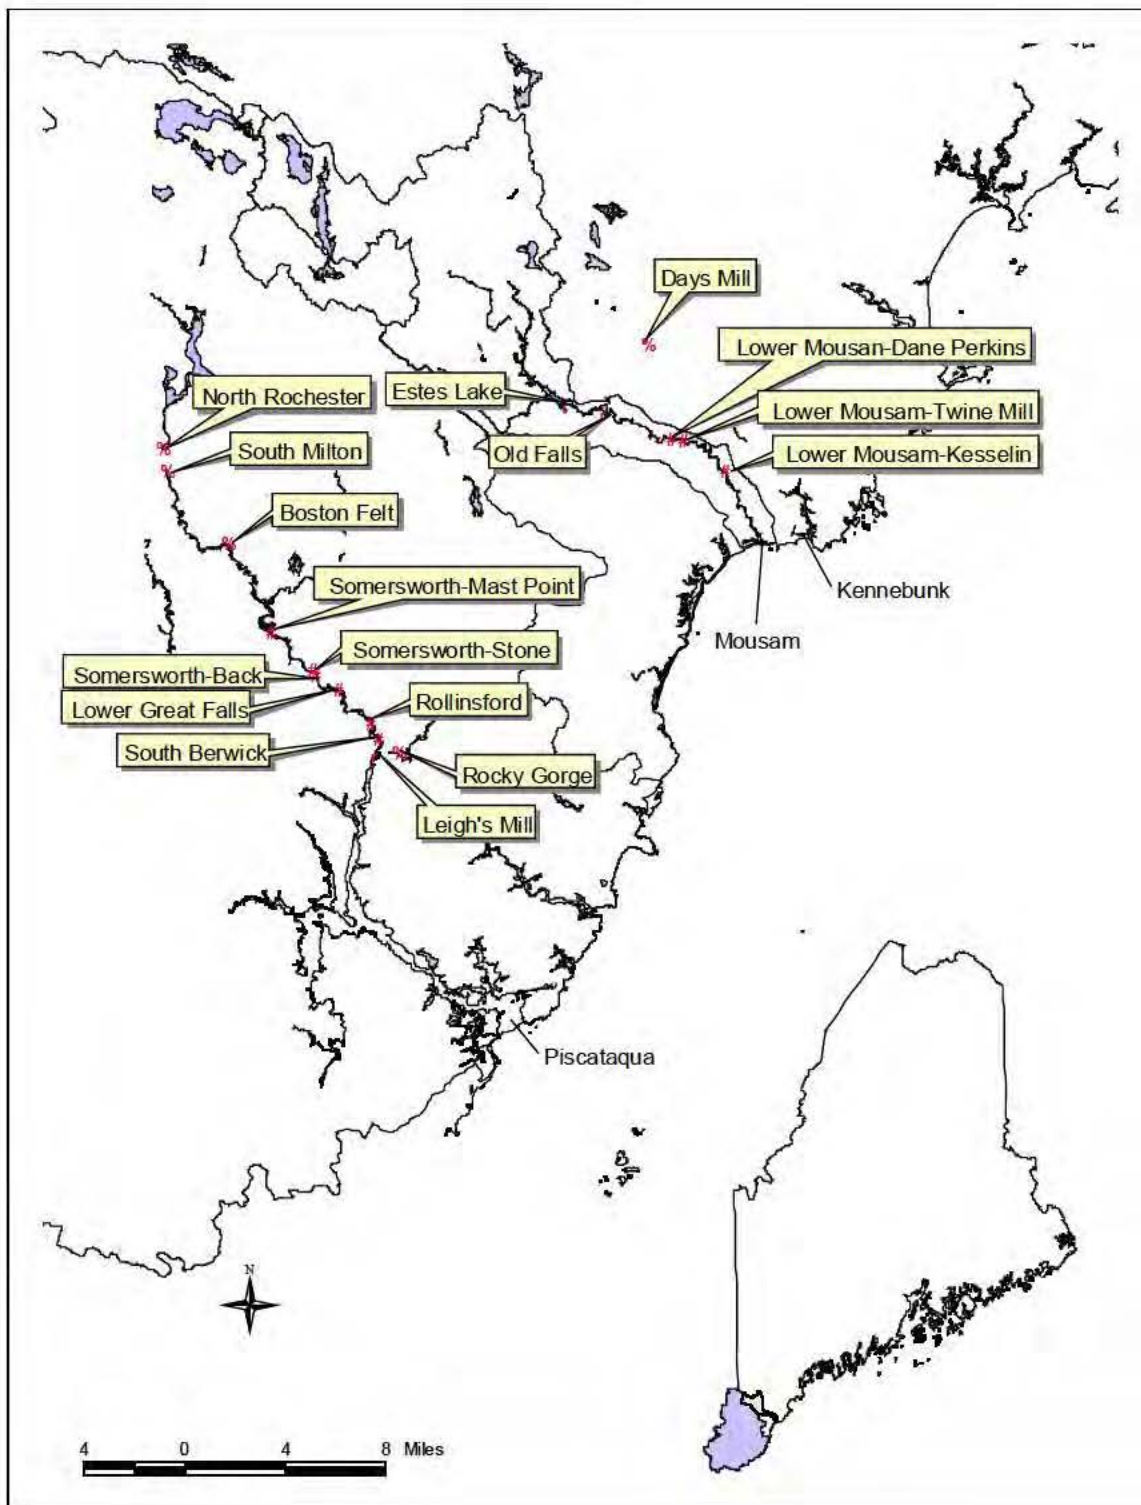 Days Mill
Lower Mousan-Dane Perkins
North Rochester
Estes Lake
Lower Mousam-Twine Mill
South Milton
Old Falls
Lower Mousam-Kesselin
Boston Felt
Somersworth-Mast Point
Kennebunk
Mousam
Somersworth-Stone
Somersworth-Back
Lower Great Falls
Rollinsford
South Berwick
Rocky Gorge
Leigh's Mill
Piscataqua
N
4 0 4 8 Miles